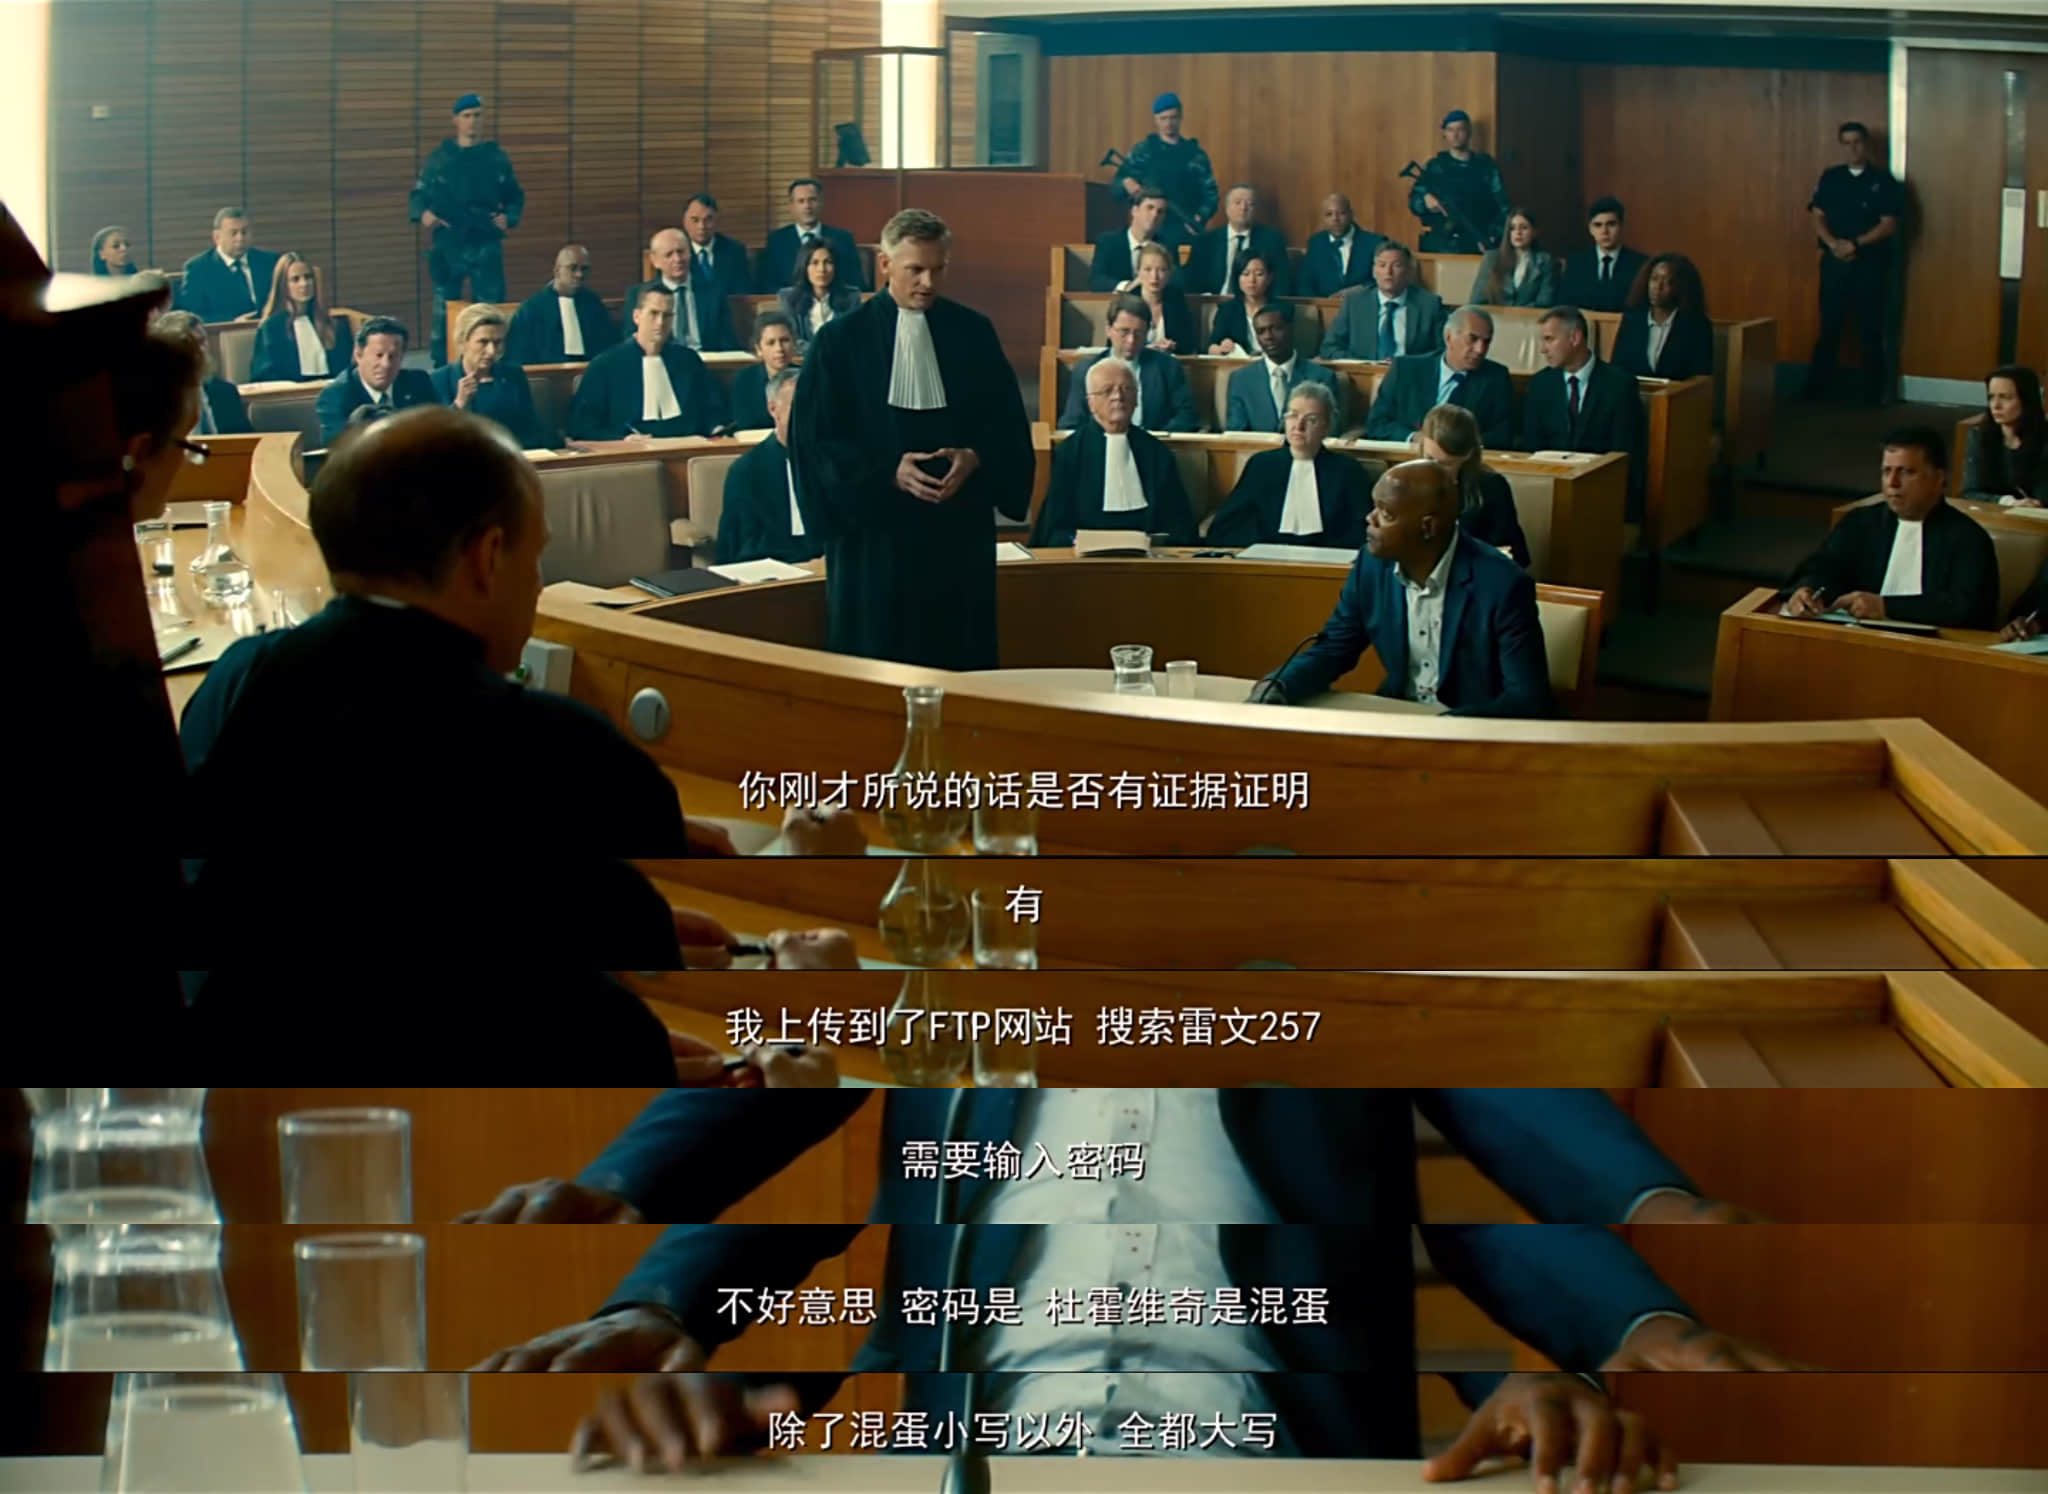 你刚才所说的话是否有证据证明
有
我上传到了FTP网站 搜索雷文257
需要输入密码
不好意思 密码是 杜霍维奇是混蛋
除了混蛋小写以外 全都大写